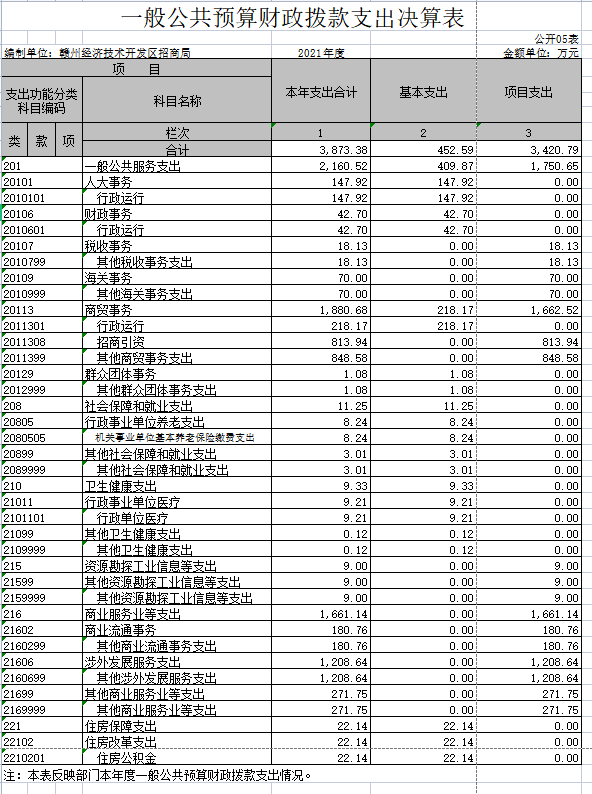 一般公共预算财政拨款支出决算表
公开05表
编制单位：赣州经济技术开发区招商局 2021年度 金额单位：万元
项 目 本年支出合计 基本支出 项目支出
支出功能分类科目编码 科目名称
类 款 项 栏次 1 2 3
合计 3,873.38 452.59 3,420.79
201 一般公共服务支出 2,160.52 409.87 1,750.65
20101 人大事务 147.92 147.92 0.00
2010101 行政运行 147.92 147.92 0.00
20106 财政事务 42.70 42.70 0.00
2010601 行政运行 42.70 42.70 0.00
20107 税收事务 18.13 0.00 18.13
2010799 其他税收事务支出 18.13 0.00 18.13
20109 海关事务 70.00 0.00 70.00
2010999 其他海关事务支出 70.00 0.00 70.00
20113 商贸事务 1,880.68 218.17 1,662.52
2011301 行政运行 218.17 218.17 0.00
2011308 招商引资 813.94 0.00 813.94
2011399 其他商贸事务支出 848.58 0.00 848.58
20129 群众团体事务 1.08 1.08 0.00
2012999 其他群众团体事务支出 1.08 1.08 0.00
208 社会保障和就业支出 11.25 11.25 0.00
20805 行政事业单位养老支出 8.24 8.24 0.00
2080505 机关事业单位基本养老保险缴费支出 8.24 8.24 0.00
20899 其他社会保障和就业支出 3.01 3.01 0.00
2089999 其他社会保障和就业支出 3.01 3.01 0.00
210 卫生健康支出 9.33 9.33 0.00
21011 行政事业单位医疗 9.21 9.21 0.00
2101101 行政单位医疗 9.21 9.21 0.00
21099 其他卫生健康支出 0.12 0.12 0.00
2109999 其他卫生健康支出 0.12 0.12 0.00
215 资源勘探工业信息等支出 9.00 0.00 9.00
21599 其他资源勘探工业信息等支出 9.00 0.00 9.00
2159999 其他资源勘探工业信息等支出 9.00 0.00 9.00
216 商业服务业等支出 1,661.14 0.00 1,661.14
21602 商业流通事务 180.76 0.00 180.76
2160299 其他商业流通事务支出 180.76 0.00 180.76
21606 涉外发展服务支出 1,208.64 0.00 1,208.64
2160699 其他涉外发展服务支出 1,208.64 0.00 1,208.64
21699 其他商业服务业等支出 271.75 0.00 271.75
2169999 其他商业服务业等支出 271.75 0.00 271.75
221 住房保障支出 22.14 22.14 0.00
22102 住房改革支出 22.14 22.14 0.00
2210201 住房公积金 22.14 22.14 0.00
注：本表反映部门本年度一般公共预算财政拨款支出情况。